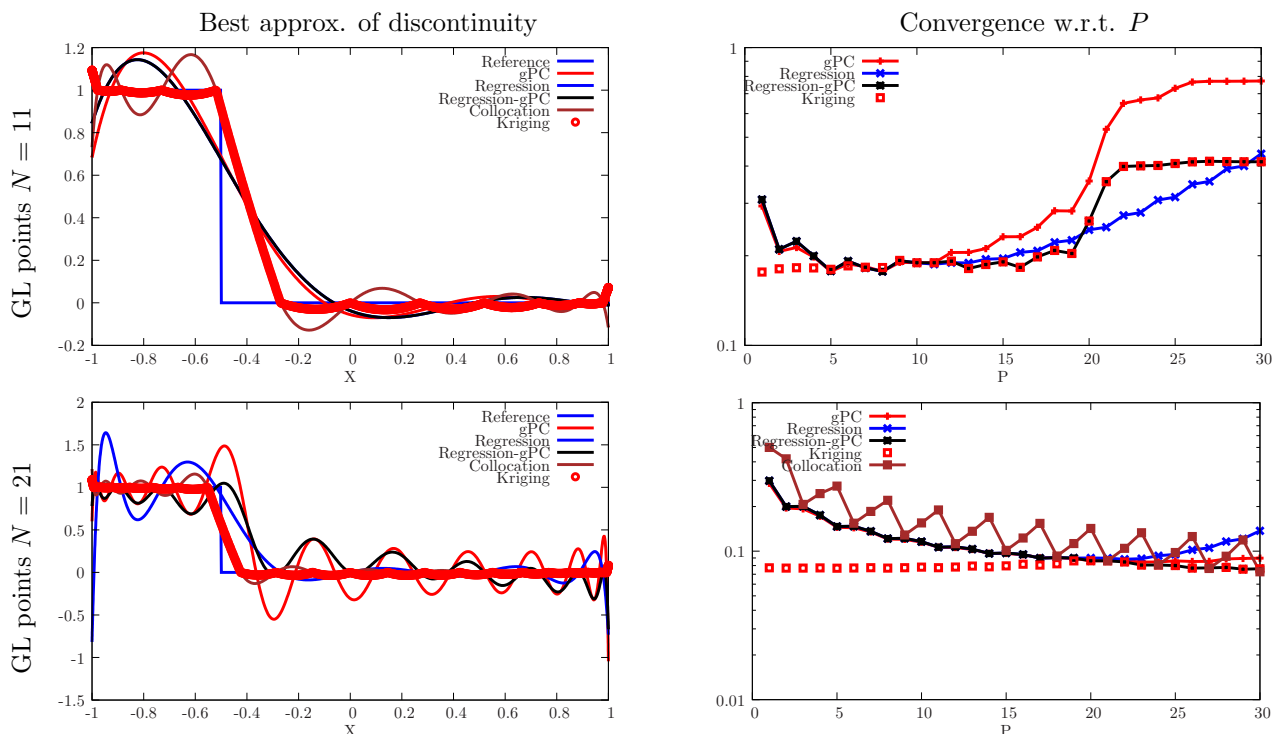 Best approx. of discontinuity
Convergence w.r.t. P
GL points N = 11
1.2
1
0.8
0.6
0.4
0.2
0
-0.2
-1
-0.8
-0.6
-0.4
-0.2
0
0.2
0.4
0.6
0.8
1
X
Reference
gPC
Regression
Regression-gPC
Collocation
Kriging
1
0.1
0
5
10
15
20
25
30
P
gPC
Regression
Regression-gPC
Kriging
GL points N = 21
2
1.5
1
0.5
0
-0.5
-1
-1.5
-1
-0.8
-0.6
-0.4
-0.2
0
0.2
0.4
0.6
0.8
1
X
Reference
gPC
Regression
Regression-gPC
Collocation
Kriging
1
0.1
0.01
0
5
10
15
20
25
30
P
gPC
Regression
Regression-gPC
Kriging
Collocation